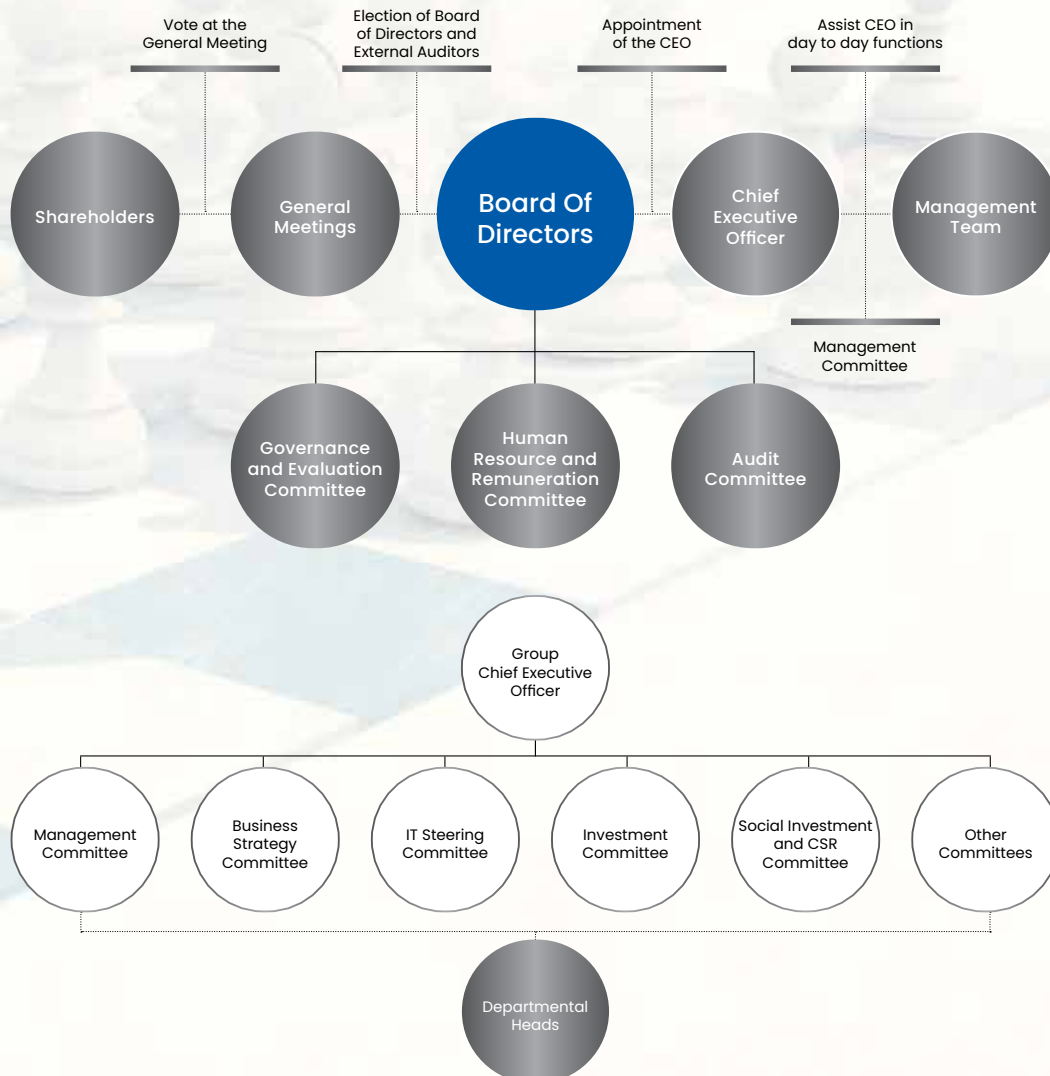 Vote at the
General Meeting
Election of Board
of Directors and
External Auditors
Appointment
of the CEO
Assist CEO in
day to day functions
Shareholders
General
Meetings
Board Of
Directors
Chief
Executive
Officer
Management
Team
Management
Committee
Governance
and Evaluation
Committee
Human
Resource and
Remuneration
Committee
Audit
Committee
Group
Chief Executive
Officer
Management
Committee
Business
Strategy
Committee
IT Steering
Committee
Investment
Committee
Social Investment
and CSR
Committee
Other
Committees
Departmental
Heads